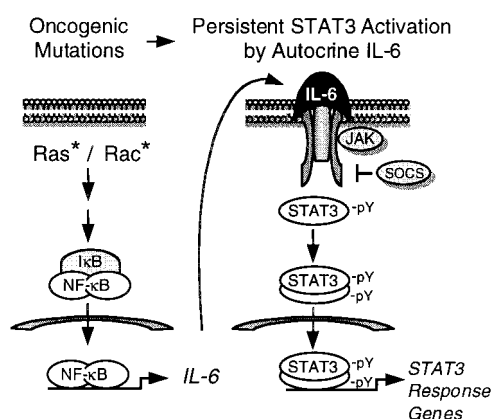 Oncogenic
Mutations
Persistent STAT3 Activation
by Autocrine IL-6
IL-6
JAK
Ras* / Rac*
SOCS
STAT3 -pY
IκB
NF-κB
STAT3 -pY
-pY
NF-κB
IL-6
STAT3 -pY
-pY
STAT3
Response
Genes